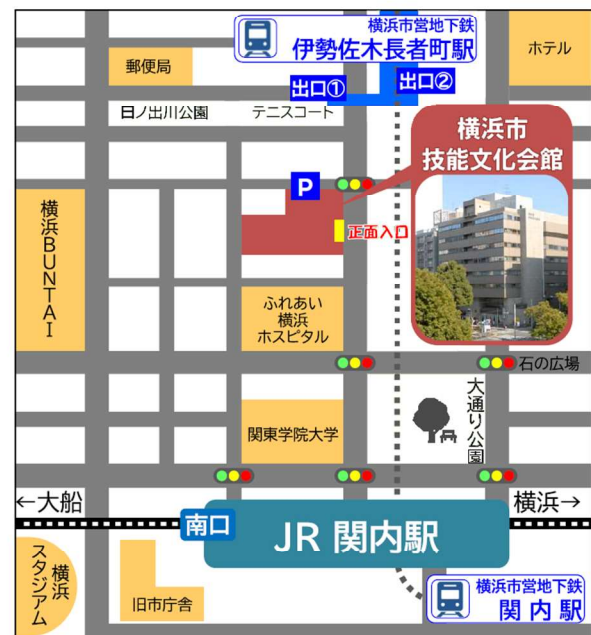 横浜市営地下鉄
伊勢佐木長者町駅
ホテル
郵便局
出口①
出口②
日ノ出川公園
テニスコート
横浜市
技能文化会館
P
正面入口
横浜BUNTAI
ふれあい
横浜
ホスピタル
石の広場
大通り公園
関東学院大学
←大船
横浜→
南口
JR 関内駅
横浜
スタジアム
旧市庁舎
横浜市営地下鉄
関内駅